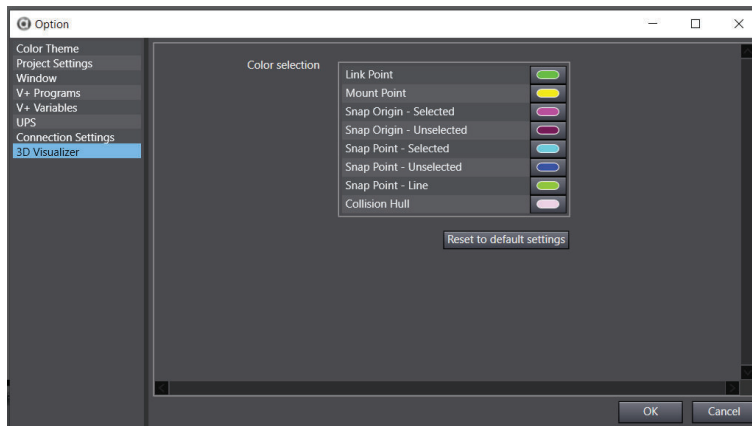 Option
Color Theme
Project Settings
Window
V+ Programs
V+ Variables
UPS
Connection Settings
3D Visualizer
Color selection
Link Point
Mount Point
Snap Origin - Selected
Snap Origin - Unselected
Snap Point - Selected
Snap Point - Unselected
Snap Point - Line
Collision Hull
Reset to default settings
OK
Cancel